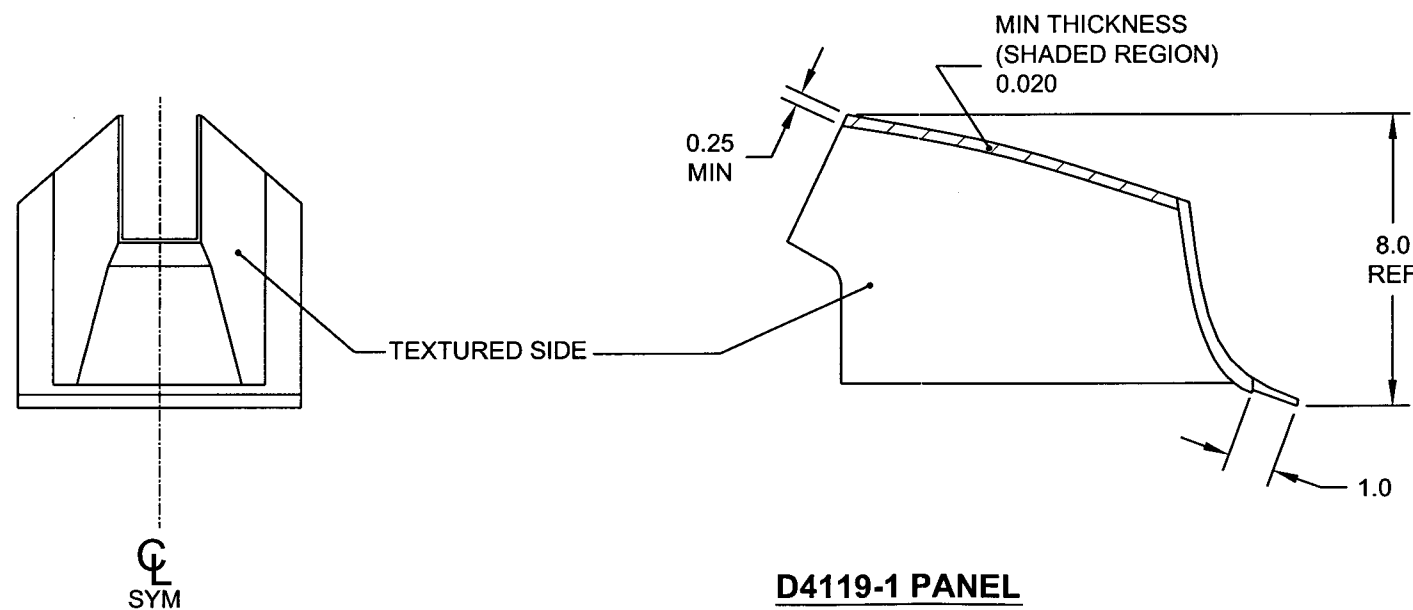 MIN THICKNESS
(SHADED REGION)
0.020
0.25
MIN
8.0
REF
TEXTURED SIDE
1.0
CL
SYM
D4119-1 PANEL